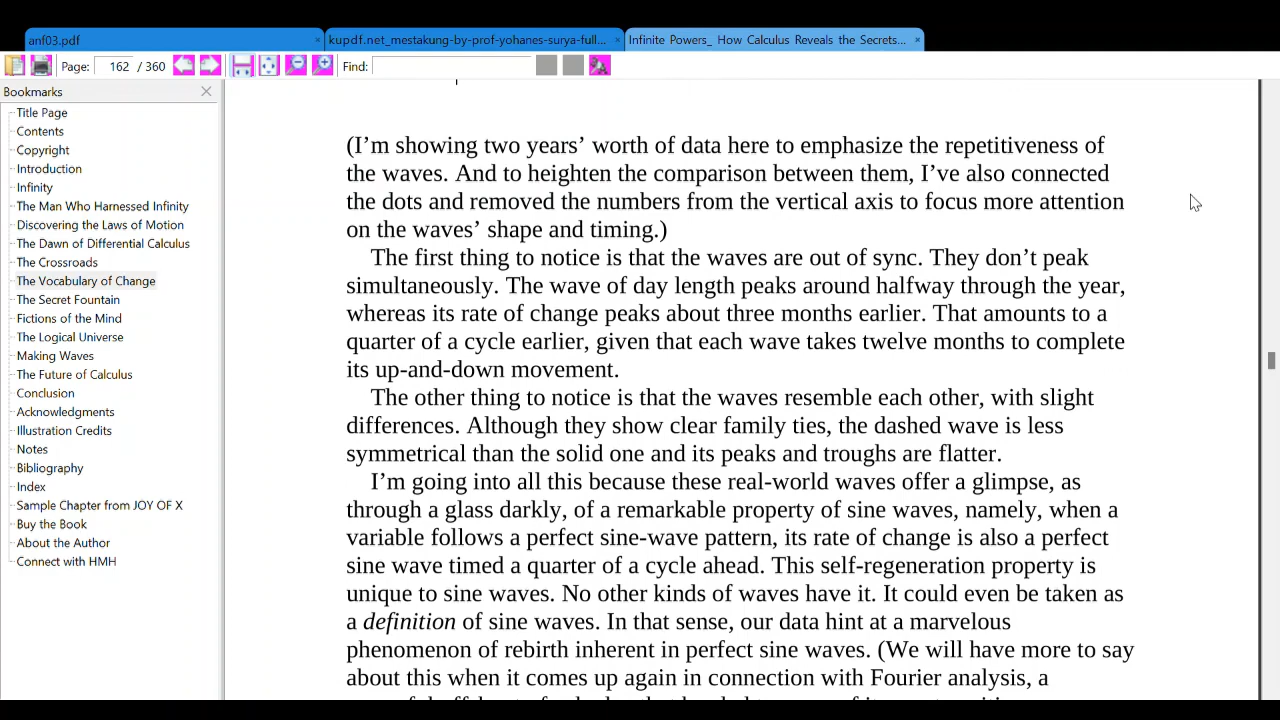 anf03.pdf
kupdf.net_mestakung-by-prof-yohanes-surya-full...
Infinite Powers_ How Calculus Reveals the Secrets...
Page: 162 / 360
Find:
Bookmarks
Title Page
Contents
Copyright
Introduction
Infinity
The Man Who Harnessed Infinity
Discovering the Laws of Motion
The Dawn of Differential Calculus
The Crossroads
The Vocabulary of Change
The Secret Fountain
Fictions of the Mind
The Logical Universe
Making Waves
The Future of Calculus
Conclusion
Acknowledgments
Illustration Credits
Notes
Bibliography
Index
Sample Chapter from JOY OF X
Buy the Book
About the Author
Connect with HMH
(I’m showing two years’ worth of data here to emphasize the repetitiveness of
the waves. And to heighten the comparison between them, I’ve also connected
the dots and removed the numbers from the vertical axis to focus more attention
on the waves’ shape and timing.)
The first thing to notice is that the waves are out of sync. They don’t peak
simultaneously. The wave of day length peaks around halfway through the year,
whereas its rate of change peaks about three months earlier. That amounts to a
quarter of a cycle earlier, given that each wave takes twelve months to complete
its up-and-down movement.
The other thing to notice is that the waves resemble each other, with slight
differences. Although they show clear family ties, the dashed wave is less
symmetrical than the solid one and its peaks and troughs are flatter.
I’m going into all this because these real-world waves offer a glimpse, as
through a glass darkly, of a remarkable property of sine waves, namely, when a
variable follows a perfect sine-wave pattern, its rate of change is also a perfect
sine wave timed a quarter of a cycle ahead. This self-regeneration property is
unique to sine waves. No other kinds of waves have it. It could even be taken as
a definition of sine waves. In that sense, our data hint at a marvelous
phenomenon of rebirth inherent in perfect sine waves. (We will have more to say
about this when it comes up again in connection with Fourier analysis, a